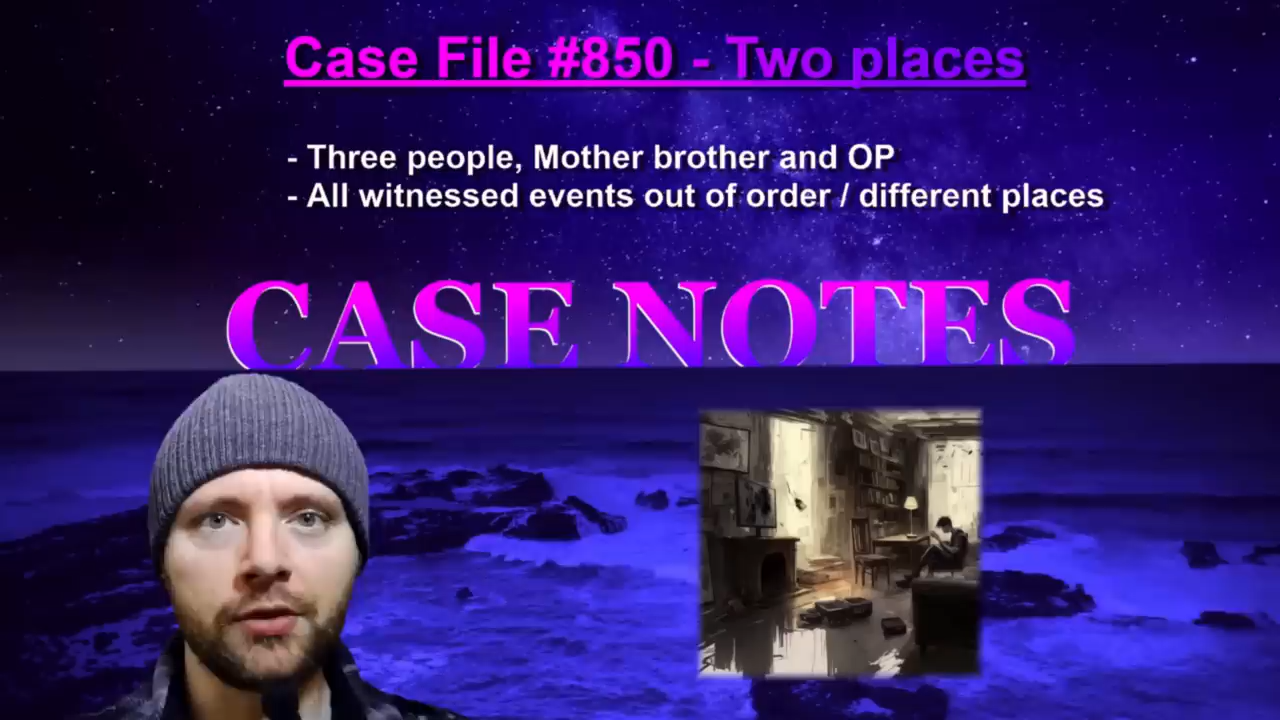 Case File #850 - Two places
- Three people, Mother brother and OP
- All witnessed events out of order / different places
CASE NOTES